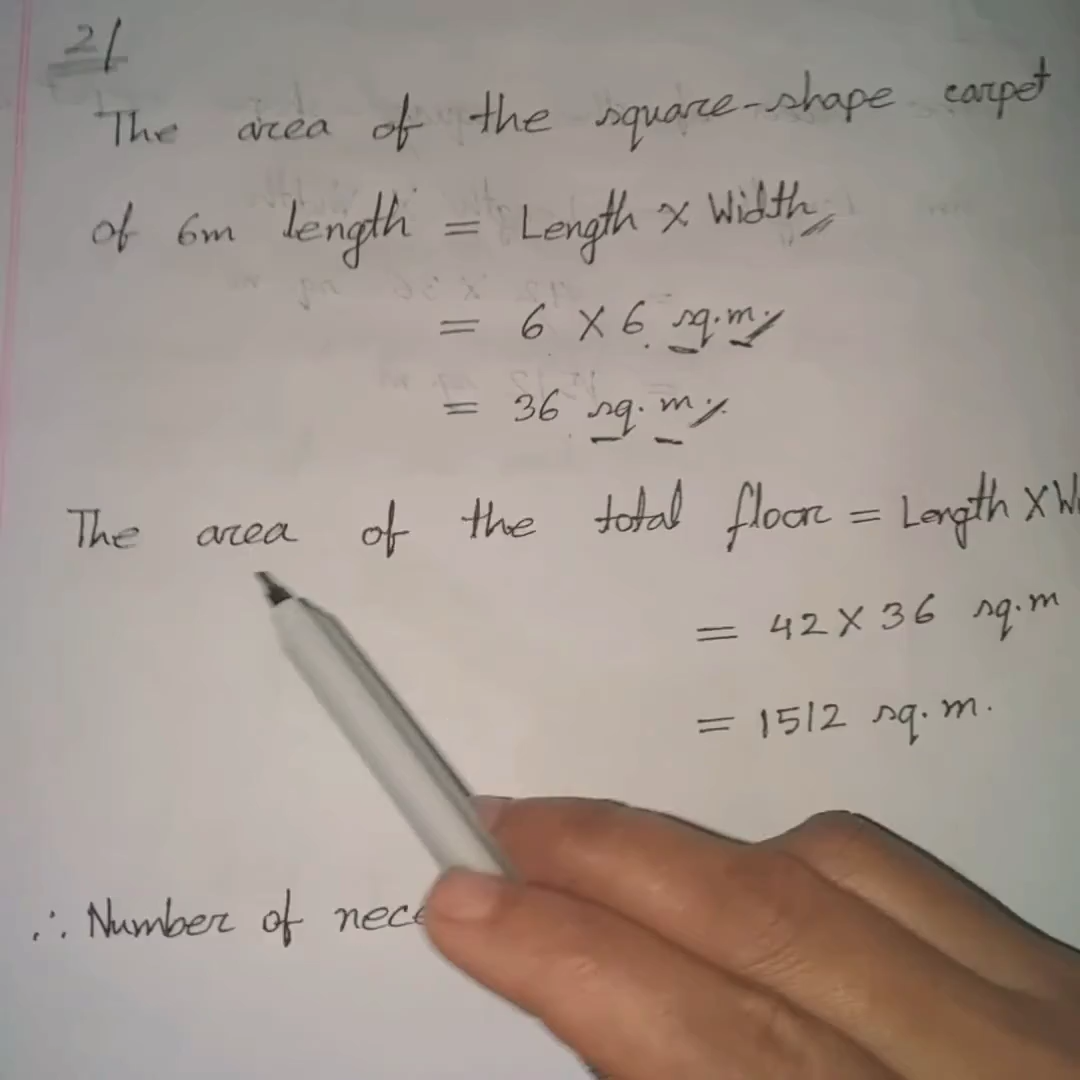 2/
The area of the square-shape carpet
of 6m length = Length × Width
= 6 × 6 sq.m.
= 36 sq. m.
The area of the total floor = Length ×
= 42 × 36 sq.m
= 1512 sq. m.
∴ Number of